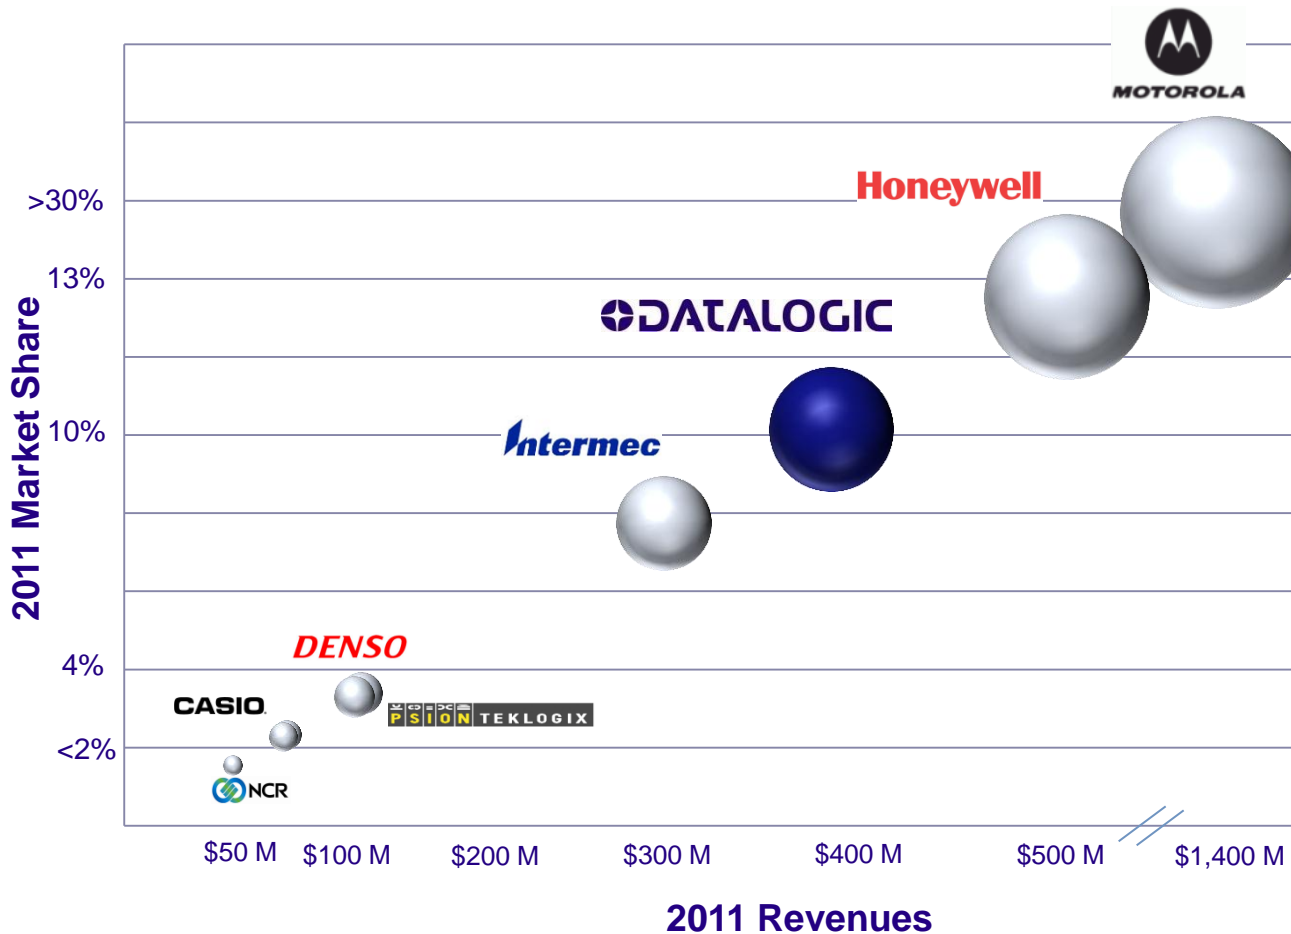 MOTOROLA
Honeywell
>30%
13%
DATALOGIC
10%
Intermec
DENSO
4%
CASIO
PSION TEKLOGIX
<2%
NCR
$50 M $100 M $200 M $300 M $400 M $500 M $1,400 M
2011 Revenues
2011 Market Share